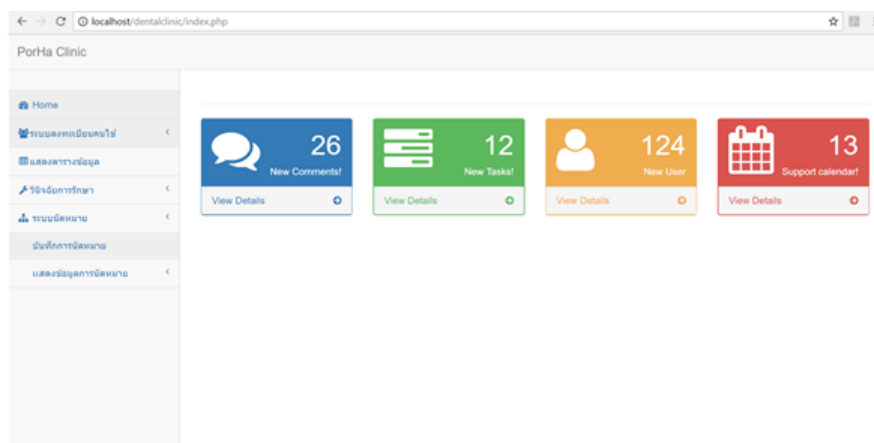 localhost/dentalclinic/index.php
PorHa Clinic
Home
ระบบลงทะเบียนคนไข้
แสดงตารางข้อมูล
วินิจฉัยการรักษา
ระบบนัดหมาย
บันทึกการนัดหมาย
แสดงข้อมูลการนัดหมาย
26
New Comments!
View Details
12
New Tasks!
View Details
124
New User
View Details
13
Support calendar!
View Details